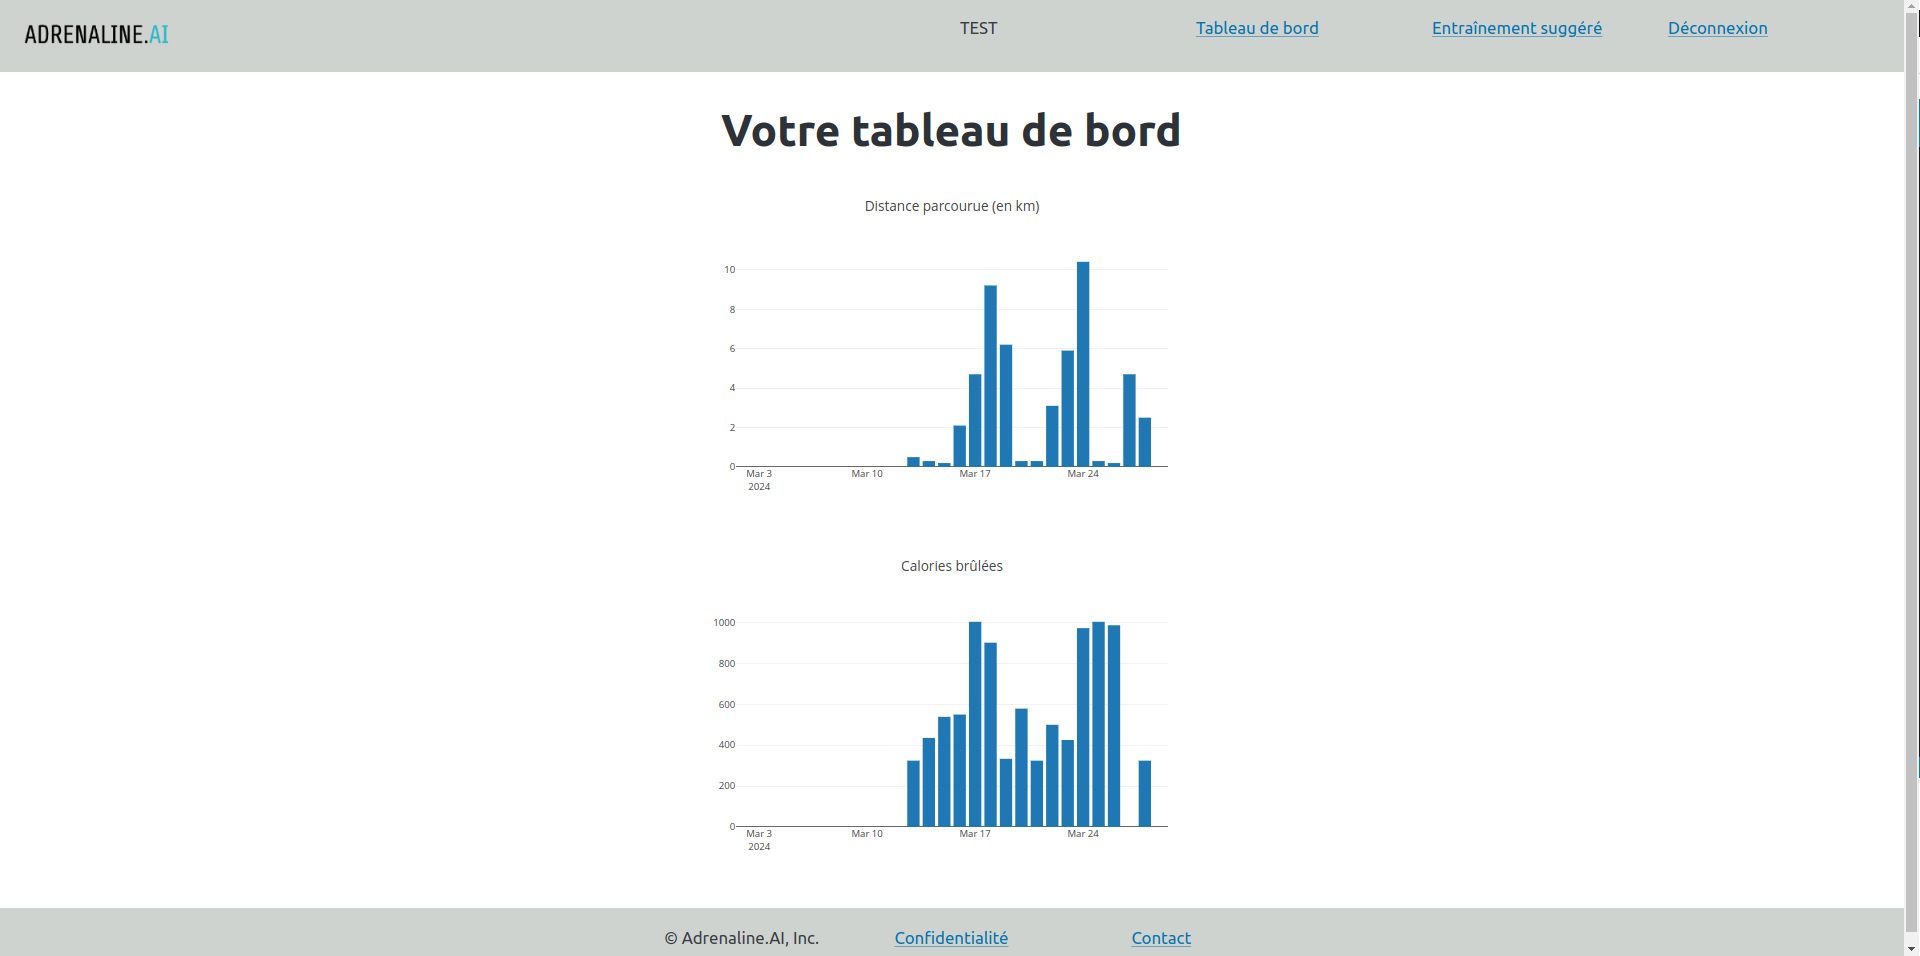 ADRENALINE.AI
TEST
Tableau de bord
Entraînement suggéré
Déconnexion
Votre tableau de bord
Distance parcourue (en km)
10
8
6
4
2
0
Mar 3
2024
Mar 10
Mar 17
Mar 24
Calories brûlées
1000
800
600
400
200
0
Mar 3
2024
Mar 10
Mar 17
Mar 24
© Adrenaline.AI, Inc.
Confidentialité
Contact